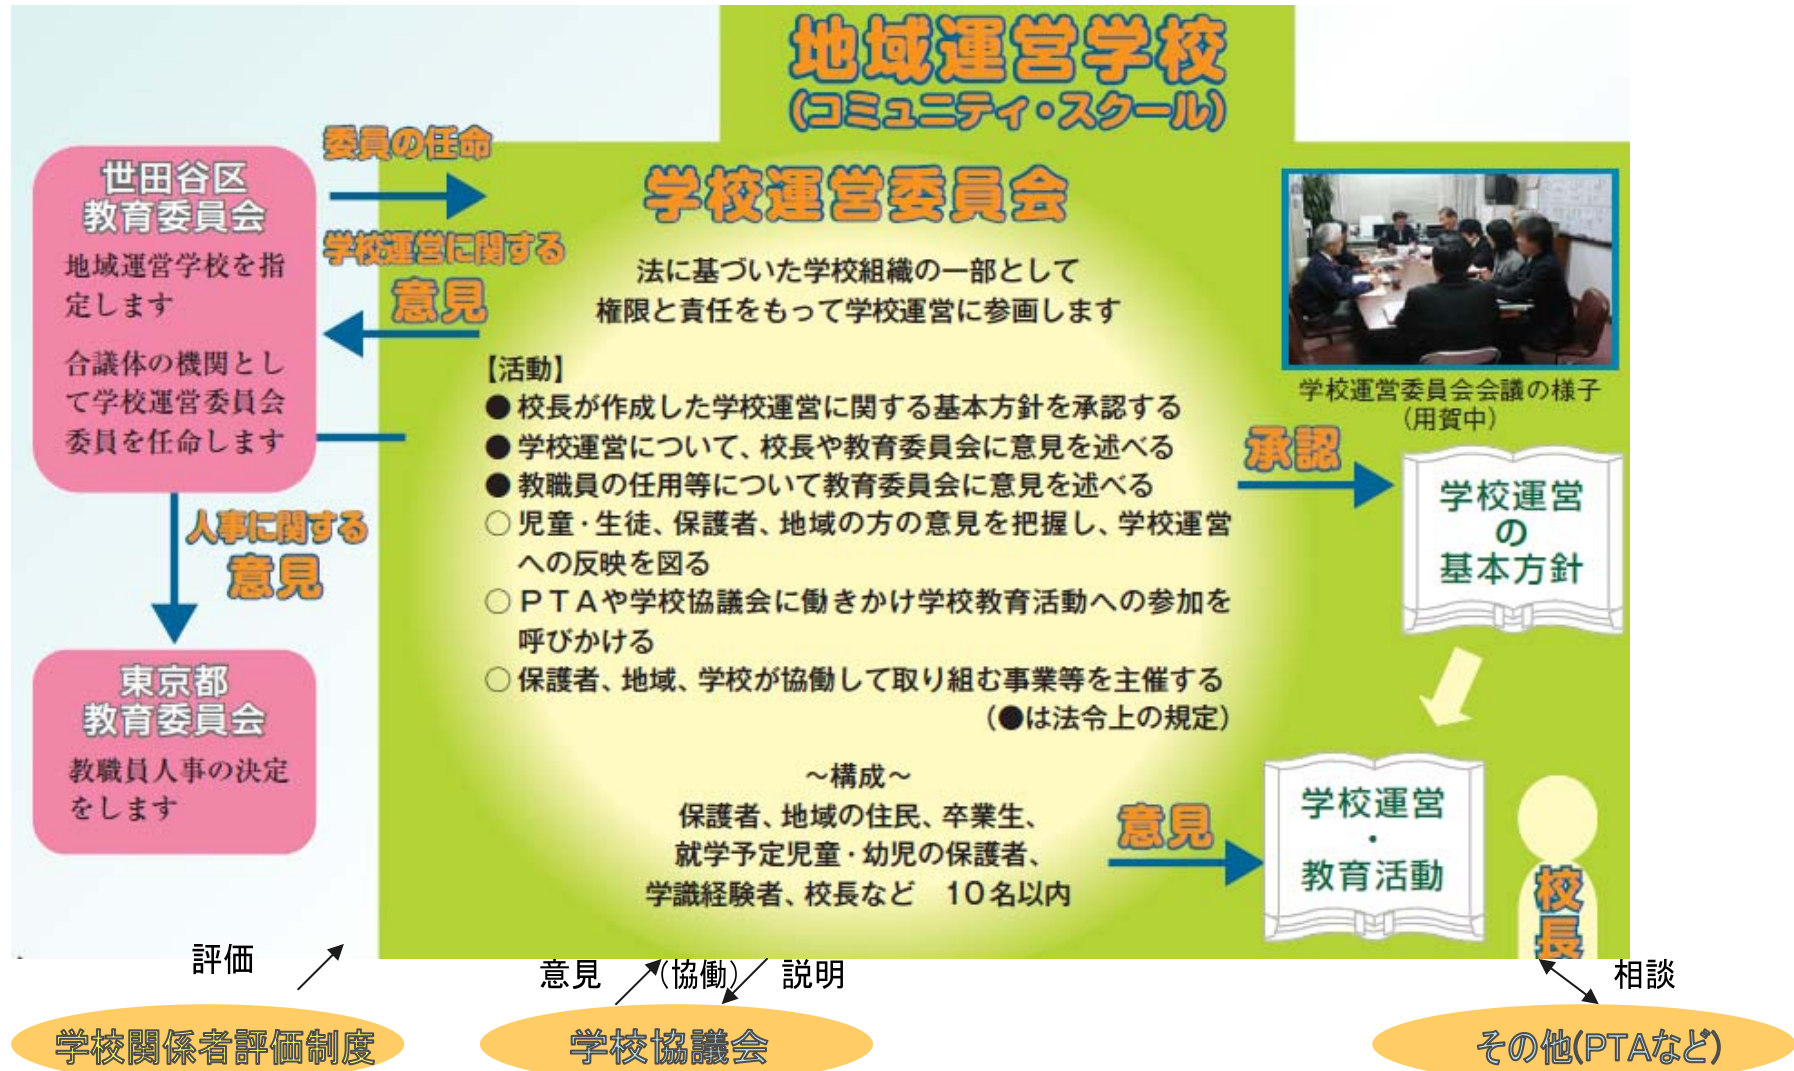 地域運営学校
(コミュニティ・スクール)
委員の任命
世田谷区
教育委員会
地域運営学校を指
定します
合議体の機関とし
て学校運営委員会
委員を任命します
学校運営に関する
意見
人事に関する
意見
東京都
教育委員会
教職員人事の決定
をします
学校運営委員会
法に基づいた学校組織の一部として
権限と責任をもって学校運営に参画します
【活動】
●校長が作成した学校運営に関する基本方針を承認する
●学校運営について、校長や教育委員会に意見を述べる
●教職員の任用等について教育委員会に意見を述べる
○児童・生徒、保護者、地域の方の意見を把握し、学校運営
への反映を図る
○PTAや学校協議会に働きかけ学校教育活動への参加を
呼びかける
○保護者、地域、学校が協働して取り組む事業等を主催する
(●は法令上の規定)
～構成～
保護者、地域の住民、卒業生、
就学予定児童・幼児の保護者、
学識経験者、校長など 10名以内
学校運営委員会会議の様子
(用賀中)
承認
学校運営
の
基本方針
意見
学校運営
・
教育活動
校長
評価
意見
(協働)
説明
相談
学校関係者評価制度
学校協議会
その他(PTAなど)